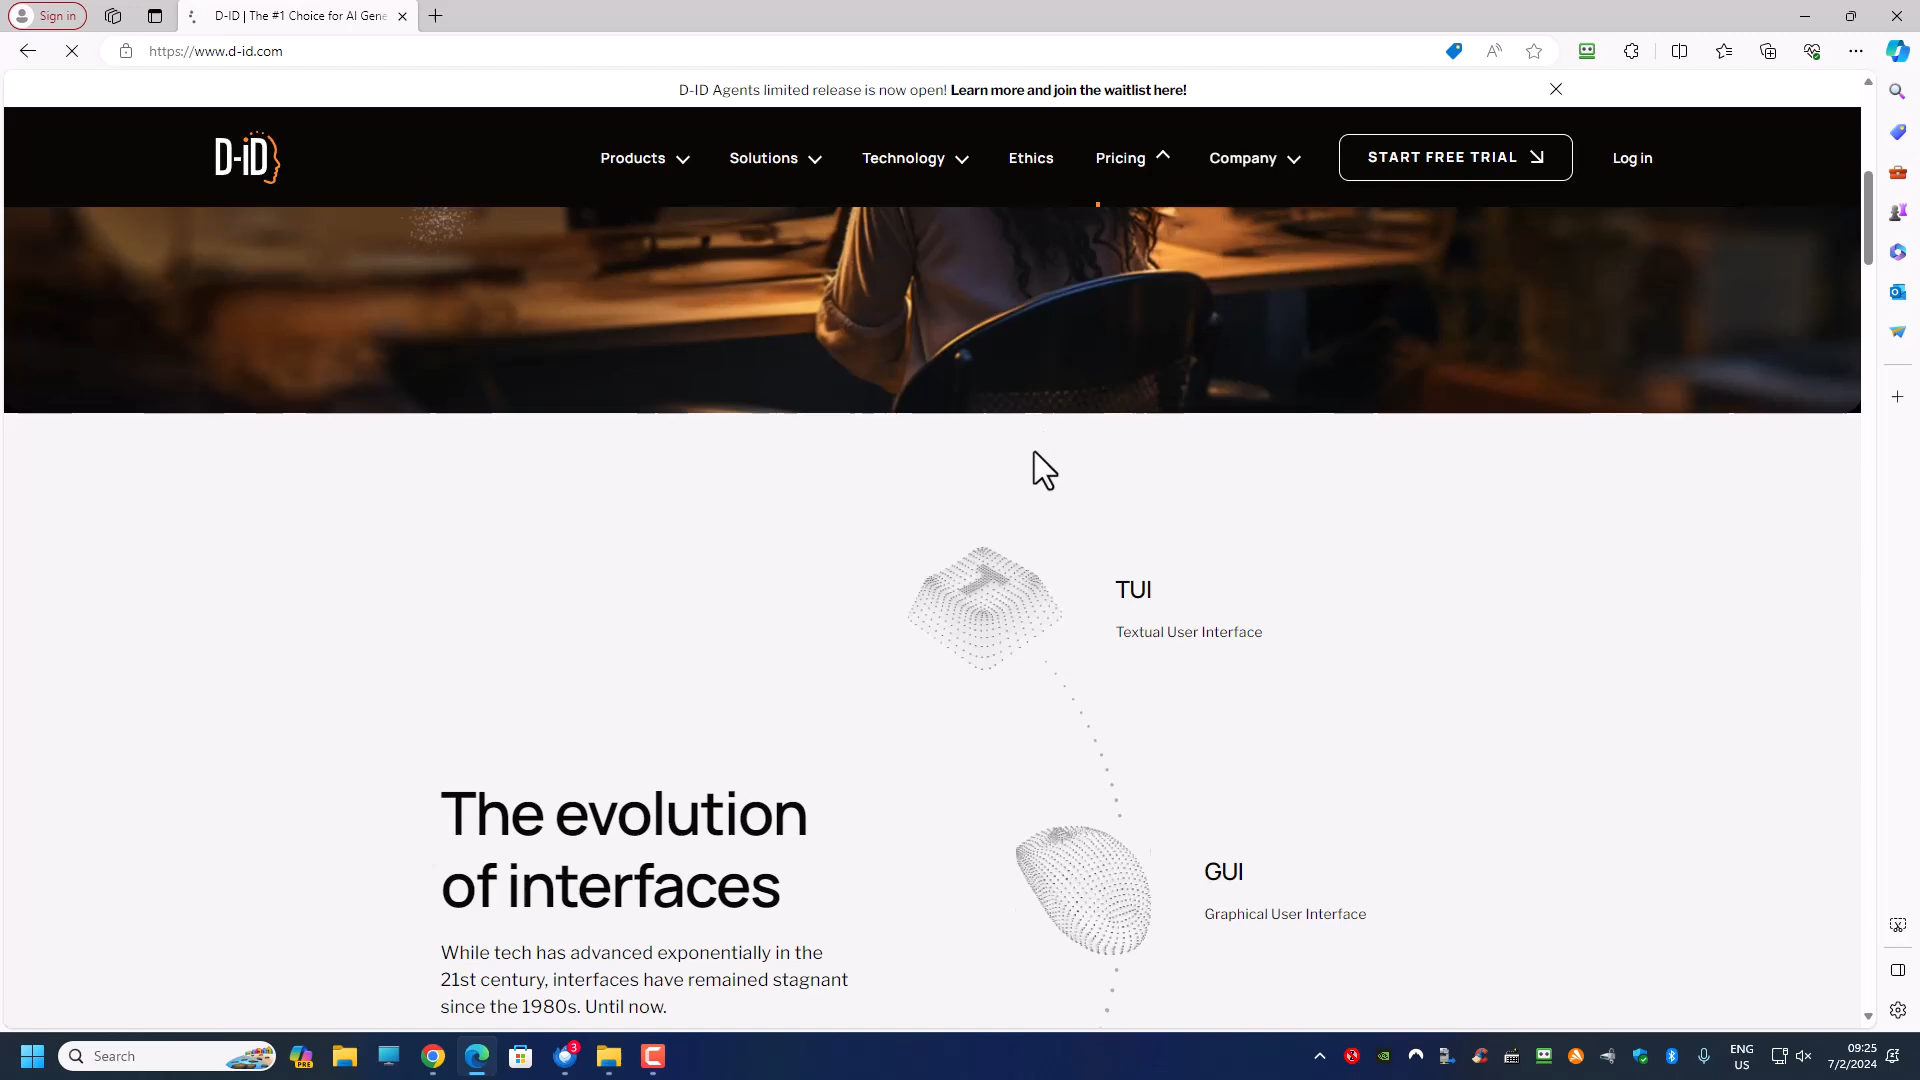 Sign in
D-ID | The #1 Choice for AI Gene
https://www.d-id.com
D-ID Agents limited release is now open! Learn more and join the waitlist here!
D-iD
Products
Solutions
Technology
Ethics
Pricing
Company
START FREE TRIAL
Log in
TUI
Textual User Interface
The evolution
of interfaces
GUI
Graphical User Interface
While tech has advanced exponentially in the
21st century, interfaces have remained stagnant
since the 1980s. Until now.
Search
PRE
3
ENG
US
09:25
7/2/2024